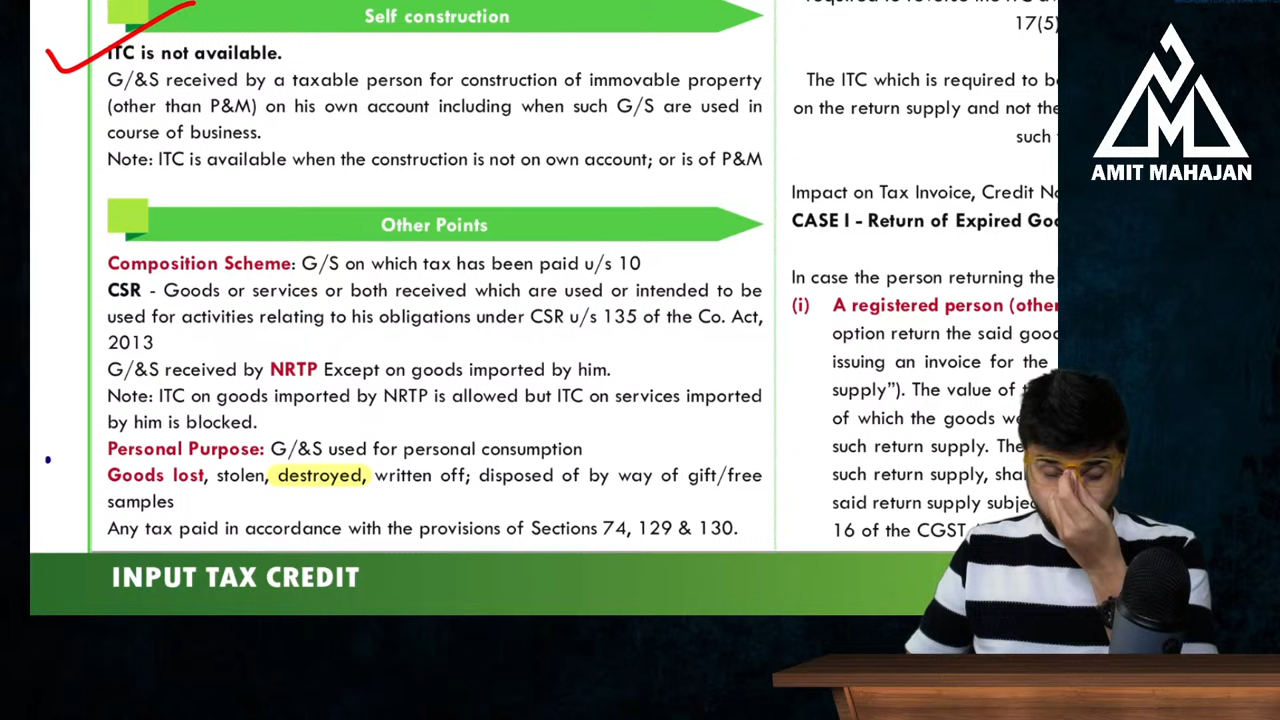 Self construction
ITC is not available.
G/&S received by a taxable person for construction of immovable property
(other than P&M) on his own account including when such G/S are used in
course of business.
Note: ITC is available when the construction is not on own account; or is of P&M
Other Points
Composition Scheme: G/S on which tax has been paid u/s 10
CSR - Goods or services or both received which are used or intended to be
used for activities relating to his obligations under CSR u/s 135 of the Co. Act,
2013
G/&S received by NRTP Except on goods imported by him.
Note: ITC on goods imported by NRTP is allowed but ITC on services imported
by him is blocked.
Personal Purpose: G/&S used for personal consumption
Goods lost, stolen, destroyed, written off; disposed of by way of gift/free
samples
Any tax paid in accordance with the provisions of Sections 74, 129 & 130.
INPUT TAX CREDIT
17(5)
The ITC which is required to
on the return supply and not the
such
Impact on Tax Invoice, Credit
CASE I - Return of Expired
In case the person returning the
(i) A registered person
option return the said
issuing an invoice for the
supply"). The value of
of which the goods
such return supply.
such return supply,
said return supply
16 of the CGST
AMIT MAHAJAN